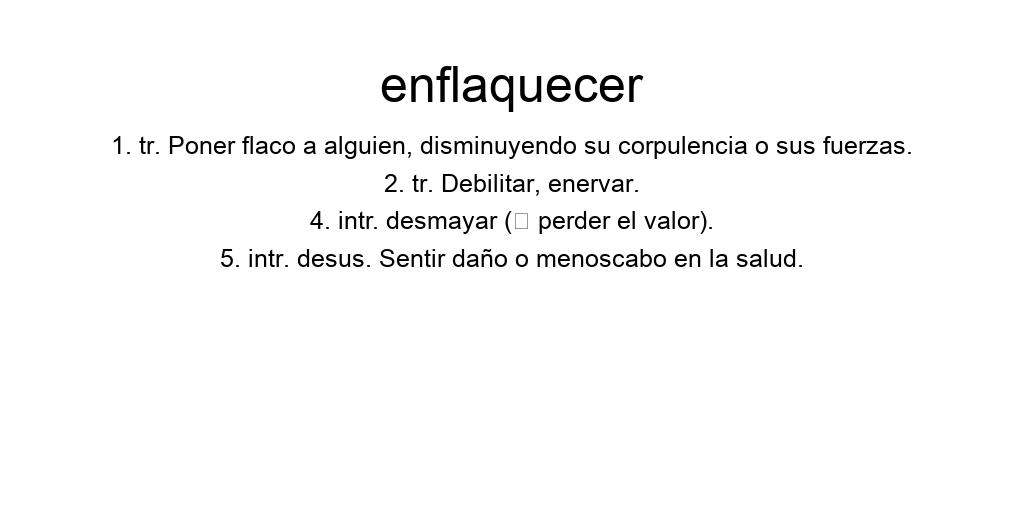 enflaquecer
1. tr. Poner flaco a alguien, disminuyendo su corpulencia o sus fuerzas.
2. tr. Debilitar, enervar.
4. intr. desmayar (□ perder el valor).
5. intr. desus. Sentir daño o menoscabo en la salud.